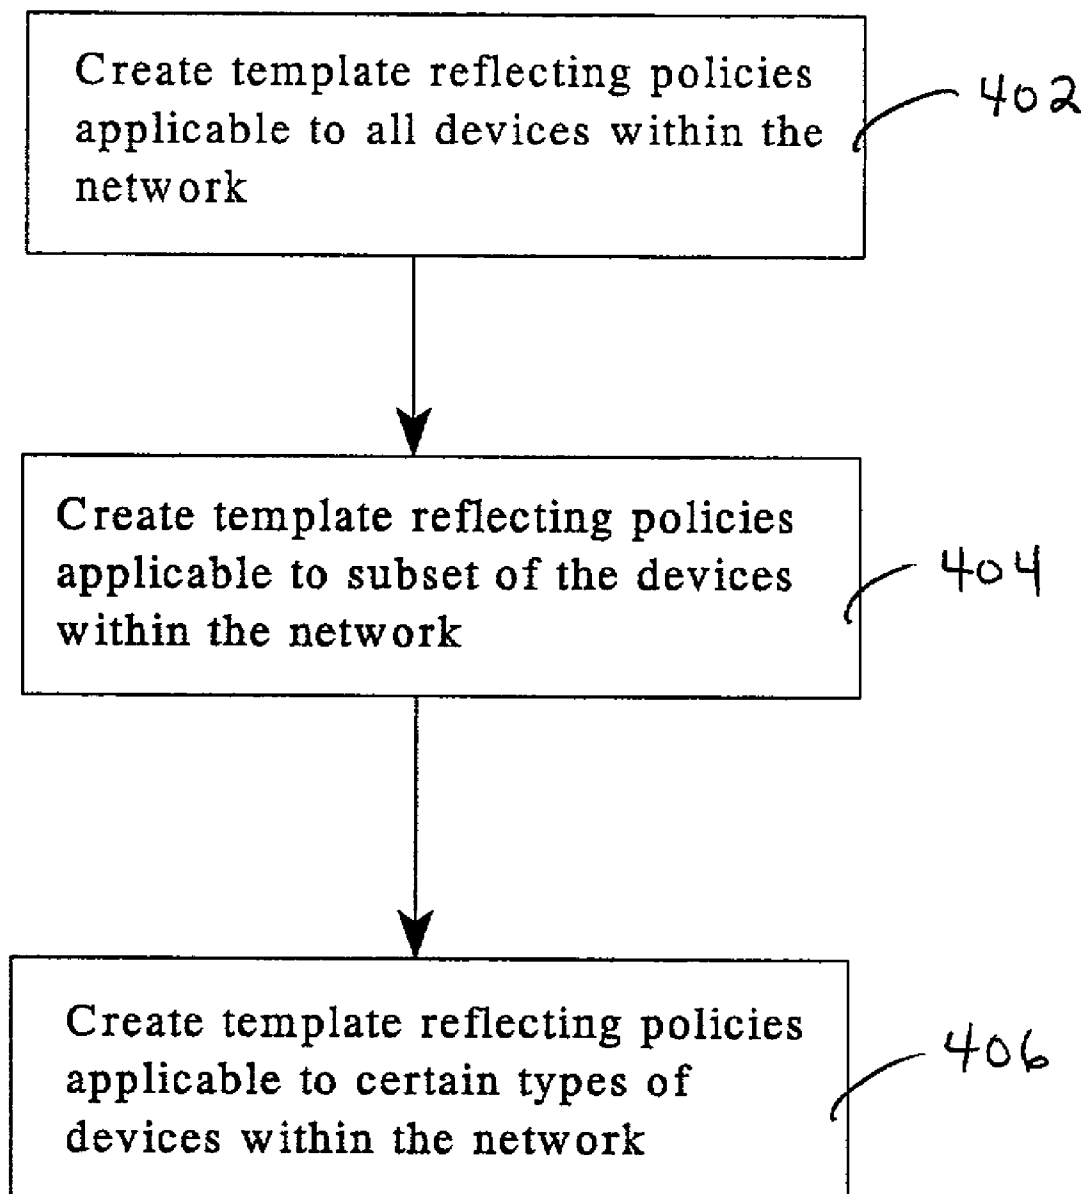 Create template reflecting policies
applicable to all devices within the
network
402
Create template reflecting policies
applicable to subset of the devices
within the network
404
Create template reflecting policies
applicable to certain types of
devices within the network
406